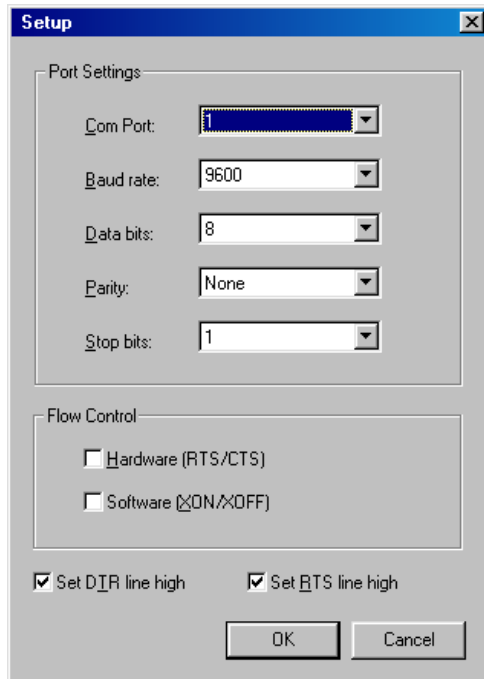 Setup
Port Settings
Com Port: 1
Baud rate: 9600
Data bits: 8
Parity: None
Stop bits: 1
Flow Control
Hardware (RTS/CTS)
Software (XON/XOFF)
Set DTR line high Set RTS line high
OK Cancel